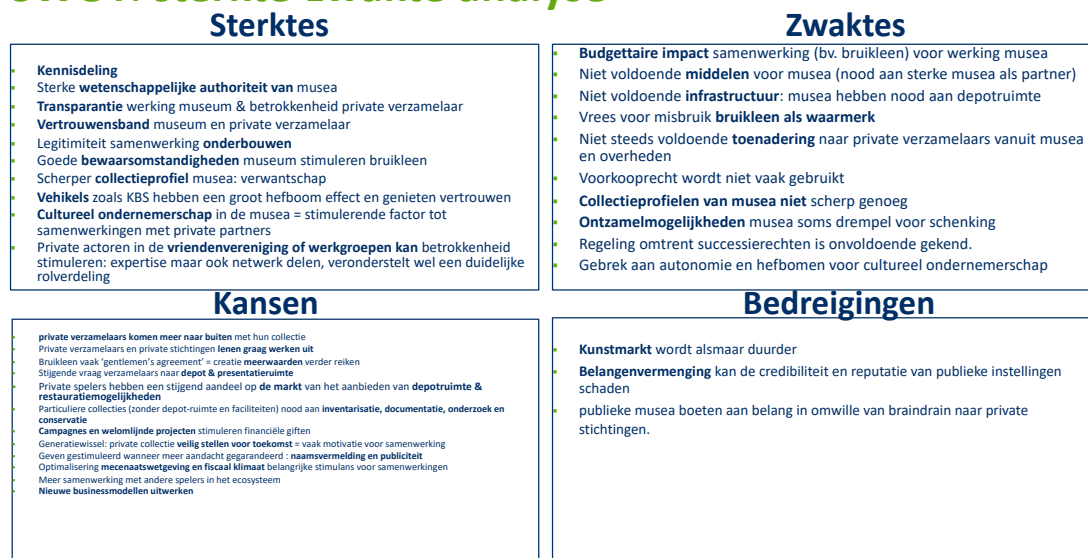 Sterktes
Kennisdeling
Sterke wetenschappelijke authoriteit van musea
Transparantie werking museum & betrokkenheid private verzamelaar
Vertrouwensband museum en private verzamelaar
Legitimiteit samenwerking onderbouwen
Goede bewaarsomstandigheden museum stimuleren bruikleen
Scherper collectieprofiel musea: verwantschap
Vehikels zoals KBS hebben een groot hefboom effect en genieten vertrouwen
Cultureel ondernemerschap in de musea = stimulerende factor tot
samenwerkingen met private partners
Private actoren in de vriendenvereniging of werkgroepen kan betrokkenheid
stimuleren: expertise maar ook netwerk delen, veronderstelt wel een duidelijke
rolverdeling
Zwaktes
Budgettaire impact samenwerking (bv. bruikleen) voor werking musea
Niet voldoende middelen voor musea (nood aan sterke musea als partner)
Niet voldoende infrastructuur: musea hebben nood aan depotruimte
Vrees voor misbruik bruikleen als waarmerk
Niet steeds voldoende toenadering naar private verzamelaars vanuit musea
en overheden
Voorkooprecht wordt niet vaak gebruikt
Collectieprofielen van musea niet scherp genoeg
Ontzamelmogelijkheden musea soms drempel voor schenking
Regeling omtrent successierechten is onvoldoende gekend.
Gebrek aan autonomie en hefbomen voor cultureel ondernemerschap
Kansen
private verzamelaars komen meer naar buiten met hun collectie
Private verzamelaars en private stichtingen lenen graag werken uit
Bruikleen vaak 'gentlemen's agreement' = creatie meerwaarden verder reiken
Stijgende vraag verzamelaars naar depot & presentatieruimte
Private spelers hebben een stijgend aandeel op de markt van het aanbieden van depotruimte &
restauratiemogelijkheden
Particuliere collecties (zonder depot-ruimte en faciliteiten) nood aan inventarisatie, documentatie, onderzoek en
conservatie
Campagnes en welomlijnde projecten stimuleren financiële giften
Generatiewissel: private collectie veilig stellen voor toekomst = vaak motivatie voor samenwerking
Geven gestimuleerd wanneer meer aandacht gegarandeerd : naamsvermelding en publiciteit
Optimalisering mecenaatswetgeving en fiscaal klimaat belangrijke stimulans voor samenwerkingen
Meer samenwerking met andere spelers in het ecosysteem
Nieuwe businessmodellen uitwerken
Bedreigingen
Kunstmarkt wordt alsmaar duurder
Belangenvermenging kan de credibiliteit en reputatie van publieke instellingen
schaden
publieke musea boeten aan belang in omwille van braindrain naar private
stichtingen.